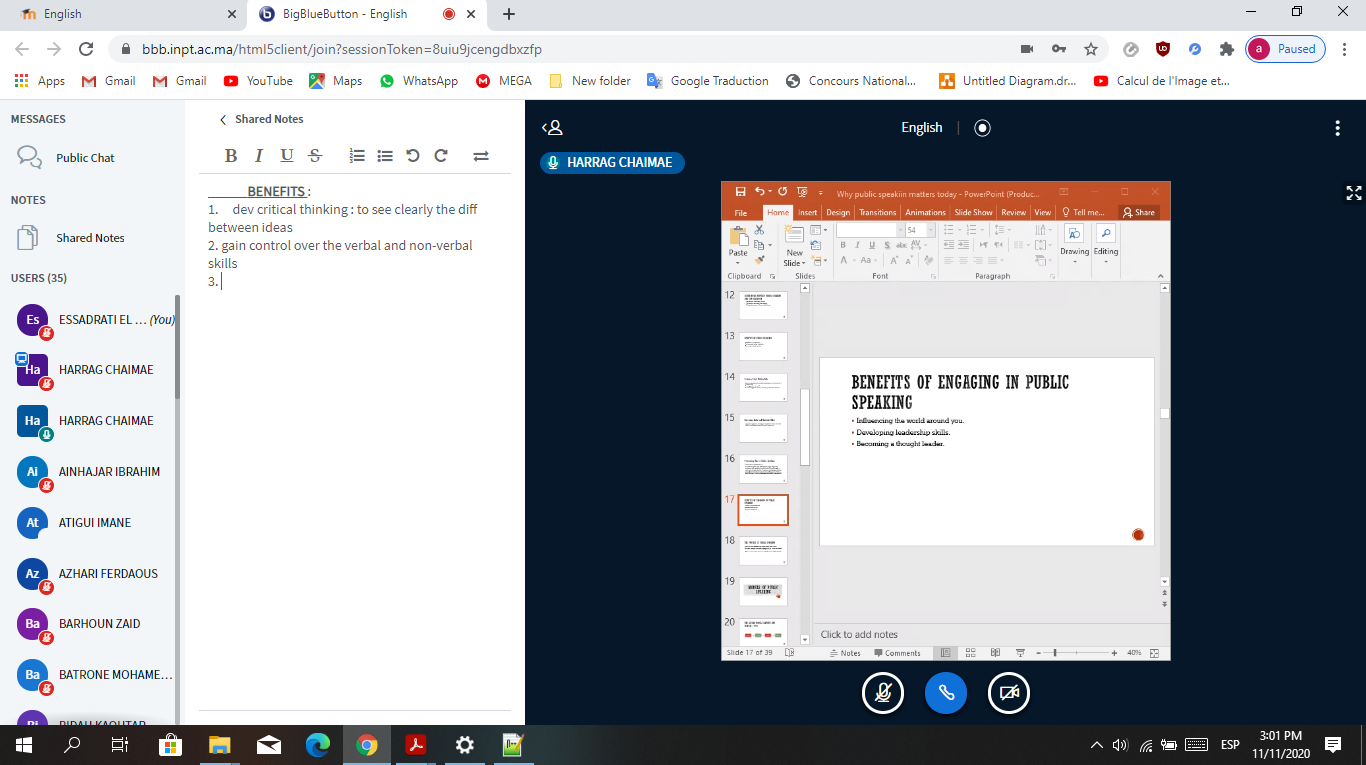 English
BigBlueButton - English
bbb.inpt.ac.ma/html5client/join?sessionToken=8uiu9jcengdbxzfp
a Paused
Apps Gmail Gmail YouTube Maps WhatsApp MEGA New folder Google Traduction Concours National... Untitled Diagram.dr... Calcul de l'Image et...
MESSAGES
Public Chat
NOTES
Shared Notes
USERS (35)
Es ESSADRATI EL ... (You)
Ha HARRAG CHAIMAE
Ha HARRAG CHAIMAE
Ai AINHAJAR IBRAHIM
At ATIGUI IMANE
Az AZHARI FERDAOUS
Ba BARHOUN ZAID
Ba BATRONE MOHAME...
Bi BIDAH KAOUTAR
Shared Notes
B I U S
BENEFITS :
1. dev critical thinking : to see clearly the diff
between ideas
2. gain control over the verbal and non-verbal
skills
3.
English
HARRAG CHAIMAE
Why public speakiin matters today - PowerPoint (Produc...
File Home Insert Design Transitions Animations Slide Show Review View Tell me... Share
54
Paste
New
Slide
Drawing
Editing
Clipboard Slides Font Paragraph
12
13
14
15
16
17
18
19
20
BENEFITS OF ENGAGING IN PUBLIC
SPEAKING
• Influencing the world around you.
• Developing leadership skills.
• Becoming a thought leader.
Click to add notes
Slide 17 of 39 Notes Comments 40%
ESP
3:01 PM
11/11/2020